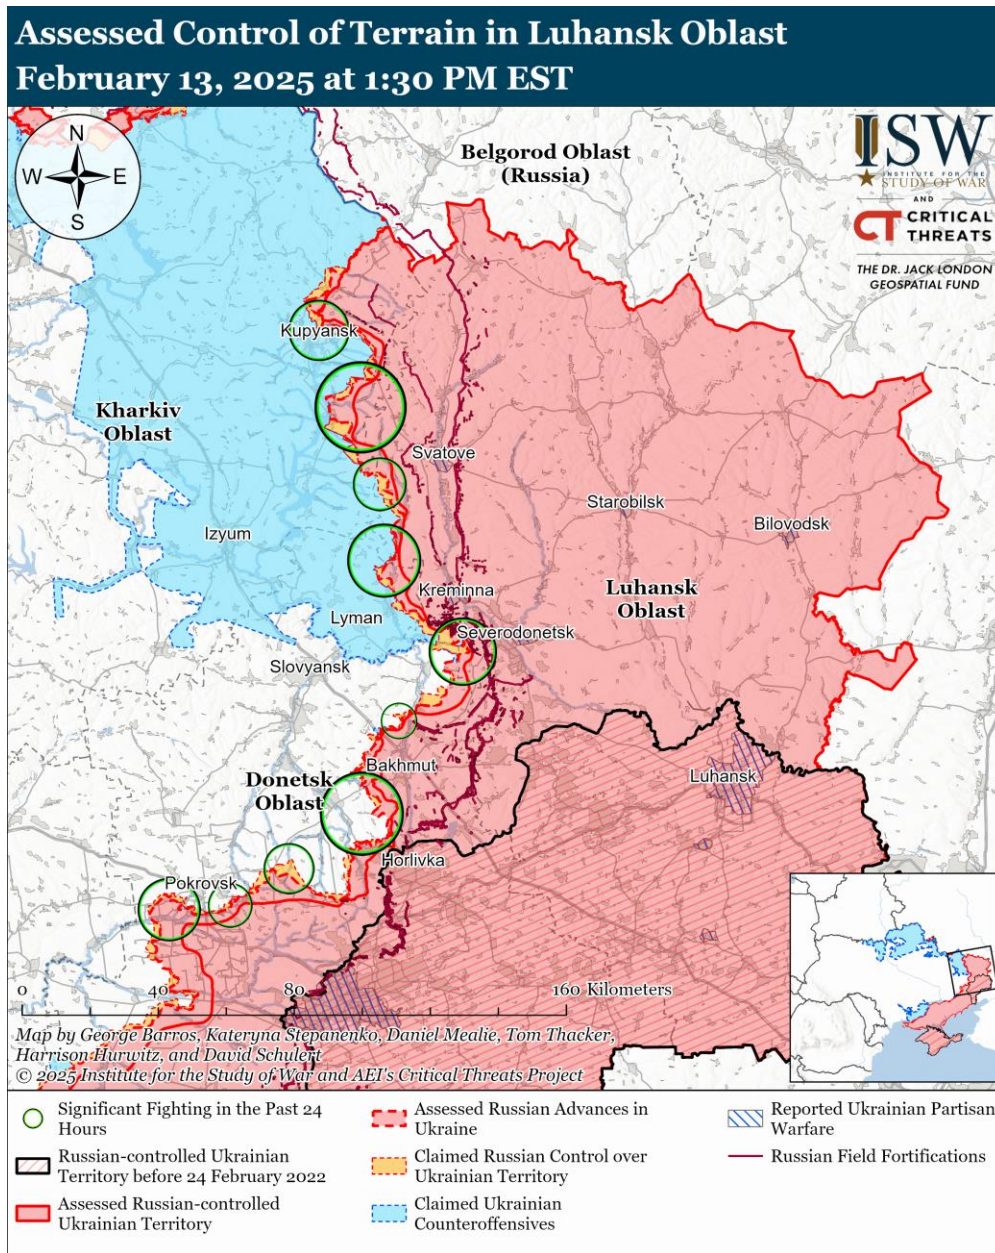 Assessed Control of Terrain in Luhansk Oblast
February 13, 2025 at 1:30 PM EST
N
W
E
S
Belgorod Oblast
(Russia)
ISW
INSTITUTE FOR THE
STUDY OF WAR
AND
CT CRITICAL
THREATS
THE DR. JACK LONDON
GEOSPATIAL FUND
Kupyansk
Kharkiv
Oblast
Svatove
Starobilsk
Bilovodsk
Izyum
Kreminna
Luhansk
Oblast
Lyman
Severodonetsk
Slovyansk
Bakhmut
Luhansk
Donetsk
Oblast
Horlivka
Pokrovsk
0
40
80
160 Kilometers
Map by George Barros, Kateryna Stepanenko, Daniel Mealie, Tom Thacker,
Harrison Hurwitz, and David Schulert
© 2025 Institute for the Study of War and AEI's Critical Threats Project
Significant Fighting in the Past 24
Hours
Russian-controlled Ukrainian
Territory before 24 February 2022
Assessed Russian-controlled
Ukrainian Territory
Assessed Russian Advances in
Ukraine
Claimed Russian Control over
Ukrainian Territory
Claimed Ukrainian
Counteroffensives
Reported Ukrainian Partisan
Warfare
Russian Field Fortifications